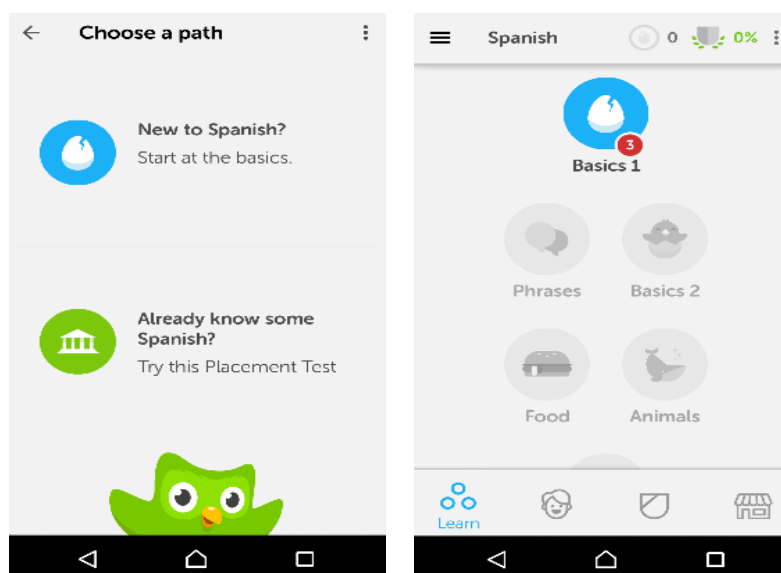 Choose a path
New to Spanish?
Start at the basics.
Already know some
Spanish?
Try this Placement Test
Spanish
0
0%
3
Basics 1
Phrases
Basics 2
Food
Animals
Learn